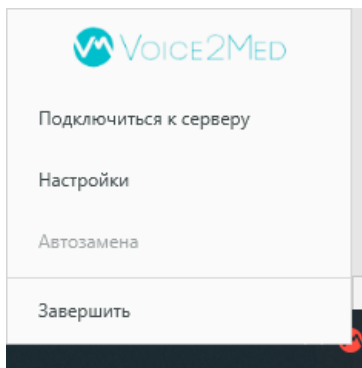 VOICE2MED
Подключиться к серверу
Настройки
Автозамена
Завершить